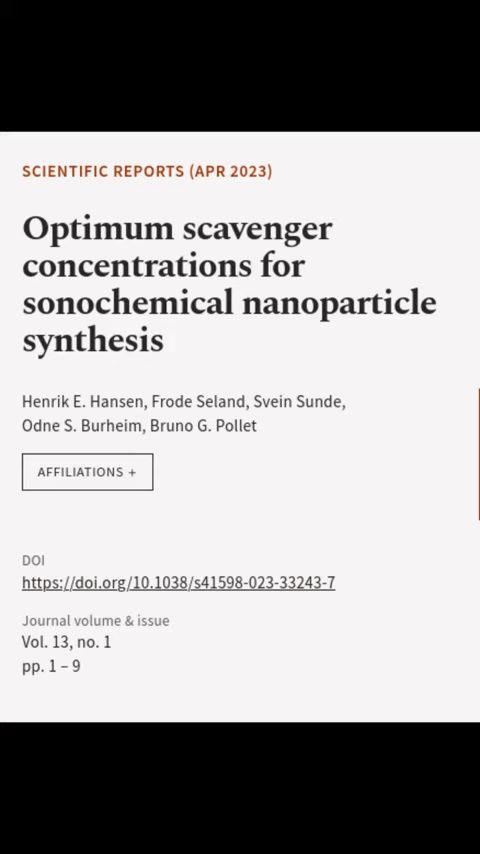 SCIENTIFIC REPORTS (APR 2023)
Optimum scavenger
concentrations for
sonochemical nanoparticle
synthesis
Henrik E. Hansen, Frode Seland, Svein Sunde,
Odne S. Burheim, Bruno G. Pollet
AFFILIATIONS +
DOI
https://doi.org/10.1038/s41598-023-33243-7
Journal volume & issue
Vol. 13, no. 1
pp. 1 – 9